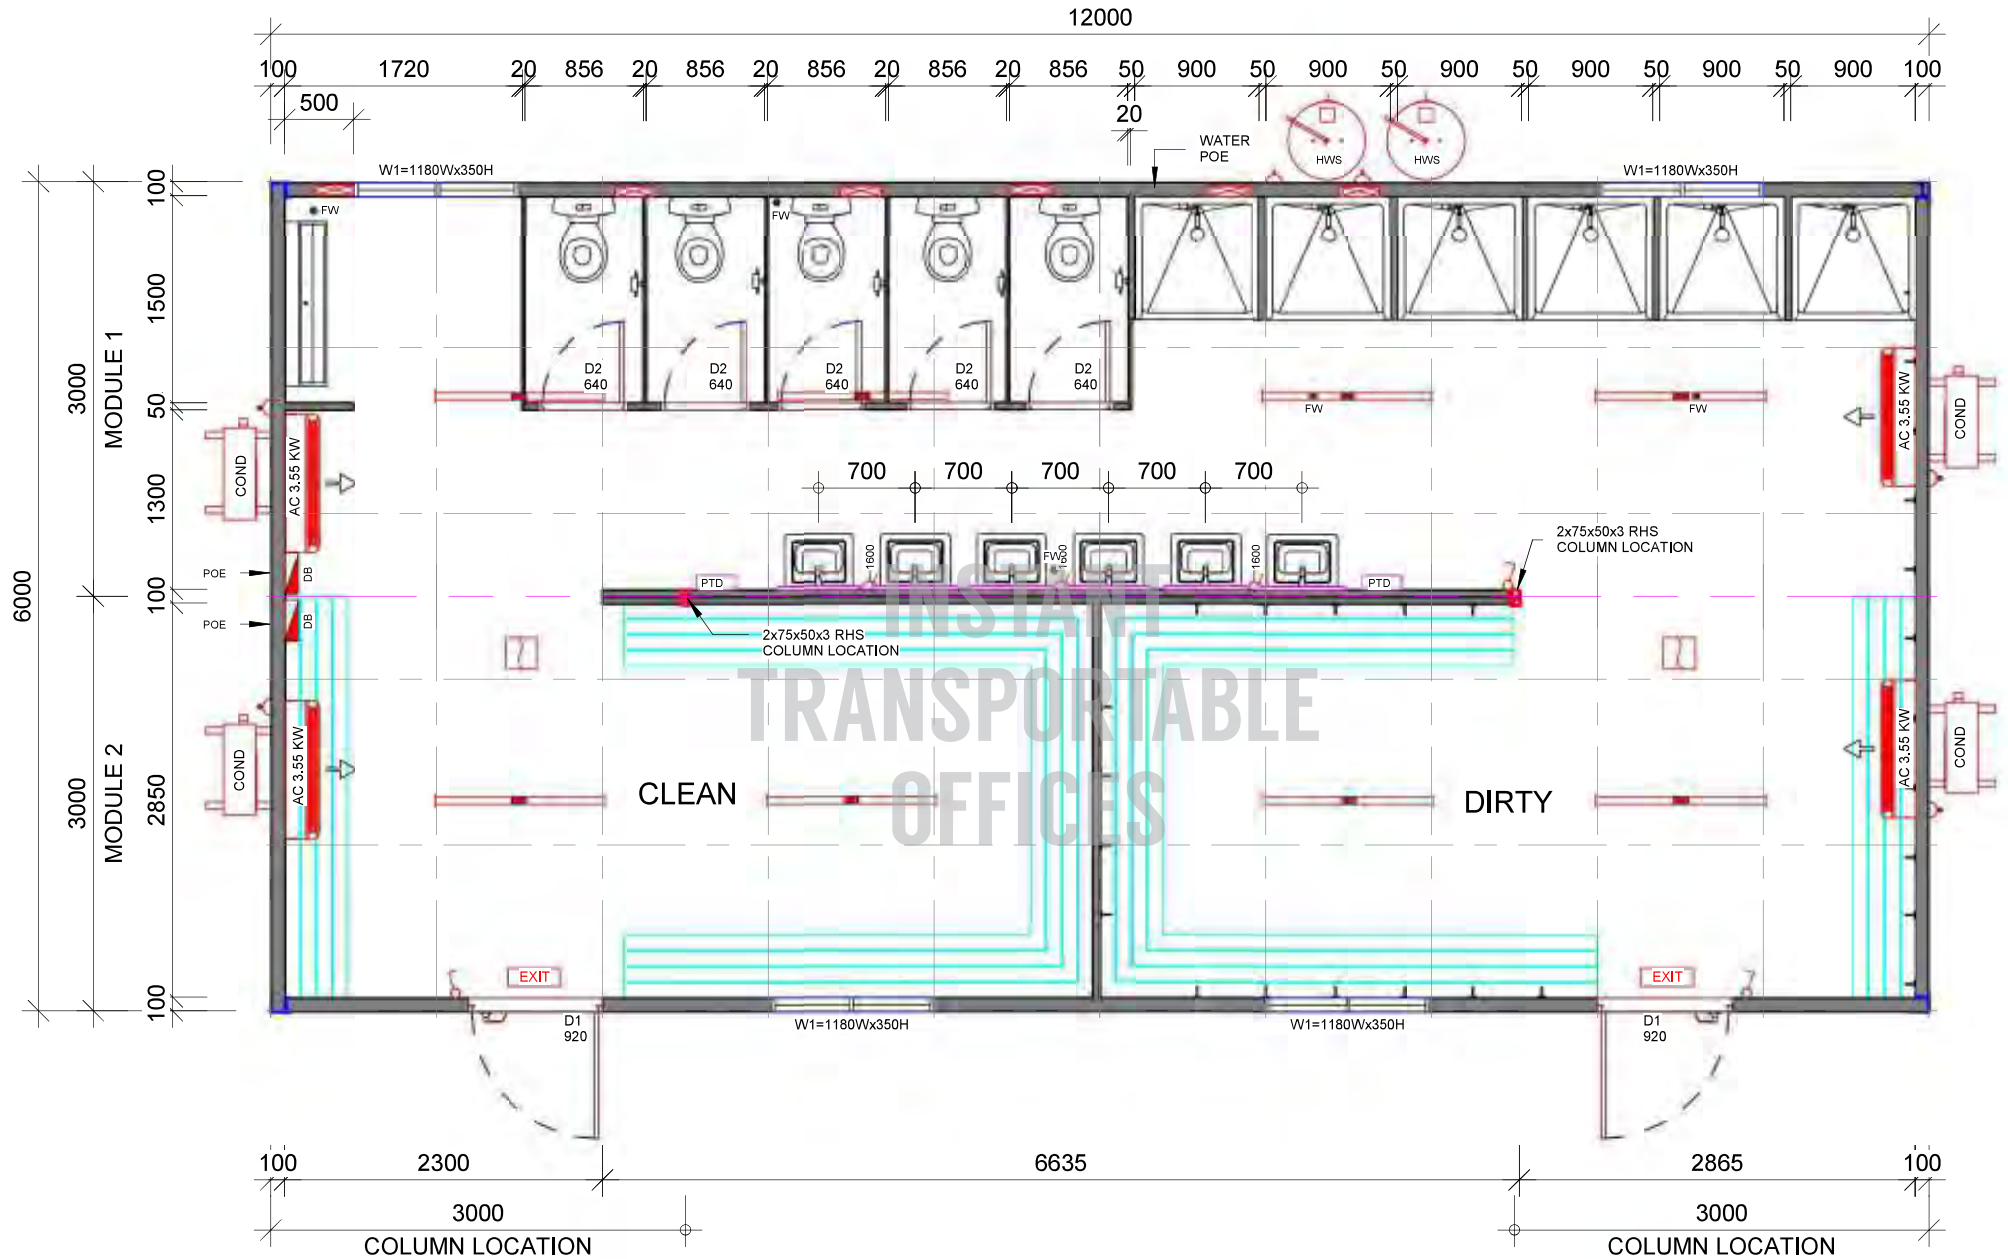 12000
100 1720 20 856 20 856 20 856 20 856 20 856 50 900 50 900 50 900 50 900 50 900 50 900 100
500
20
WATER
POE
HWS
HWS
W1=1180Wx350H
W1=1180Wx350H
100
FW
FW
1500
MODULE 1
3000
50
D2
640
D2
640
D2
640
D2
640
D2
640
FW
FW
COND
AC 3.55 KW
AC 3.55 KW
COND
700 700 700 700 700
1300
1600
FW
1600
1600
2x75x50x3 RHS
COLUMN LOCATION
POE
DB
PTD
PTD
6000
100
POE
DB
2x75x50x3 RHS
COLUMN LOCATION
INSTANT
TRANSPORTABLE
OFFICES
COND
AC 3.55 KW
AC 3.55 KW
COND
3000
MODULE 2
2850
CLEAN
DIRTY
EXIT
EXIT
100
D1
920
W1=1180Wx350H
W1=1180Wx350H
D1
920
100 2300 6635 2865 100
3000
COLUMN LOCATION
3000
COLUMN LOCATION